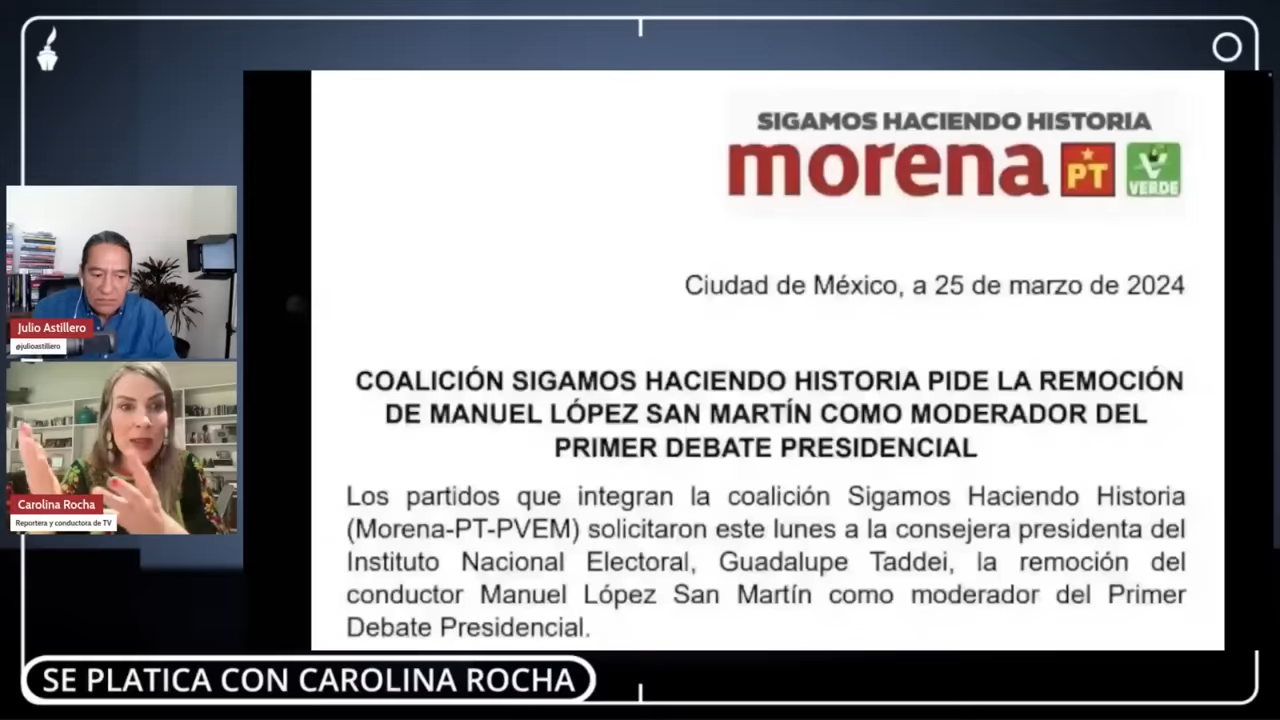 SIGAMOS HACIENDO HISTORIA
morena PT VERDE
Ciudad de México, a 25 de marzo de 2024
COALICIÓN SIGAMOS HACIENDO HISTORIA PIDE LA REMOCIÓN
DE MANUEL LÓPEZ SAN MARTÍN COMO MODERADOR DEL
PRIMER DEBATE PRESIDENCIAL
Los partidos que integran la coalición Sigamos Haciendo Historia
(Morena-PT-PVEM) solicitaron este lunes a la consejera presidenta del
Instituto Nacional Electoral, Guadalupe Taddei, la remoción del
conductor Manuel López San Martín como moderador del Primer
Debate Presidencial.
Julio Astillero
@julioastillero
Carolina Rocha
Reportera y conductora de TV
SE PLATICA CON CAROLINA ROCHA